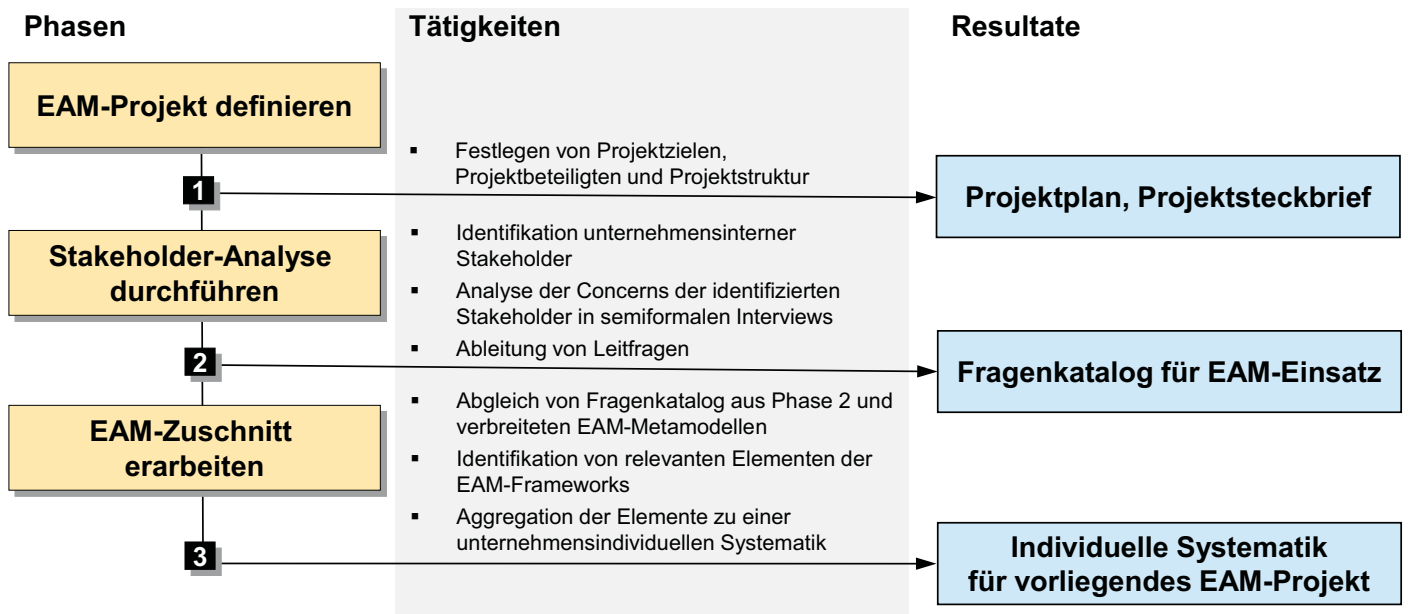 Phasen
Tätigkeiten
Resultate
EAM-Projekt definieren
▪ Festlegen von Projektzielen,
Projektbeteiligten und Projektstruktur
1
Projektplan, Projektsteckbrief
Stakeholder-Analyse
durchführen
▪ Identifikation unternehmensinterner
Stakeholder
▪ Analyse der Concerns der identifizierten
Stakeholder in semiformalen Interviews
▪ Ableitung von Leitfragen
2
Fragenkatalog für EAM-Einsatz
EAM-Zuschnitt
erarbeiten
▪ Abgleich von Fragenkatalog aus Phase 2 und
verbreiteten EAM-Metamodellen
▪ Identifikation von relevanten Elementen der
EAM-Frameworks
▪ Aggregation der Elemente zu einer
unternehmensindividuellen Systematik
3
Individuelle Systematik
für vorliegendes EAM-Projekt